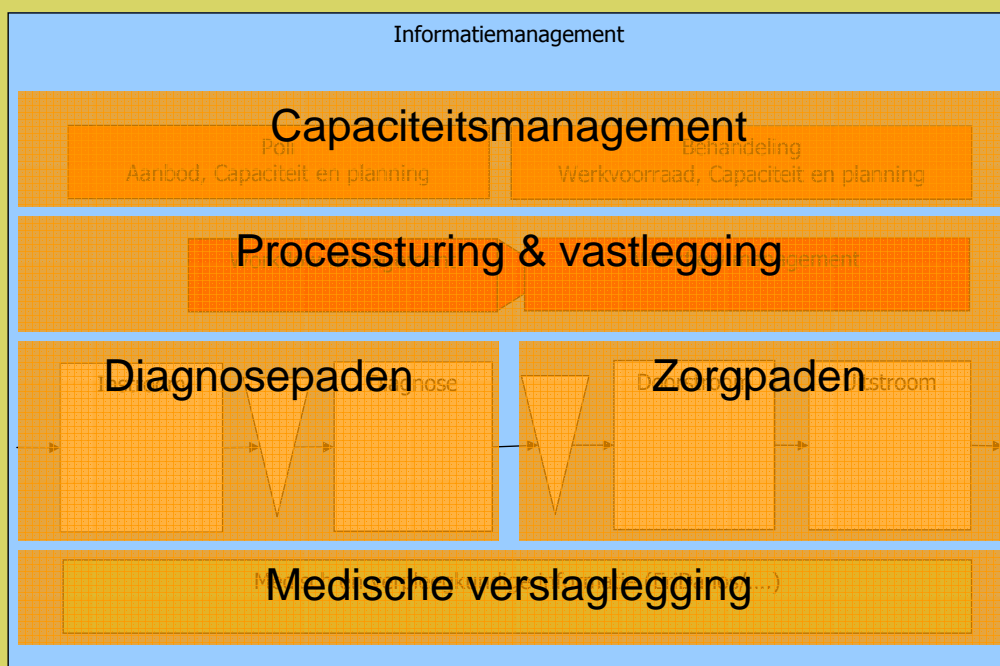 Informatiemanagement
Capaciteitsmanagement
Poli
Aanbod, Capaciteit en planning
Behandeling
Werkvoorraad, Capaciteit en planning
Processturing & vastlegging
Diagnosepaden
Zorgpaden
Uitstroom
Medische verslaglegging